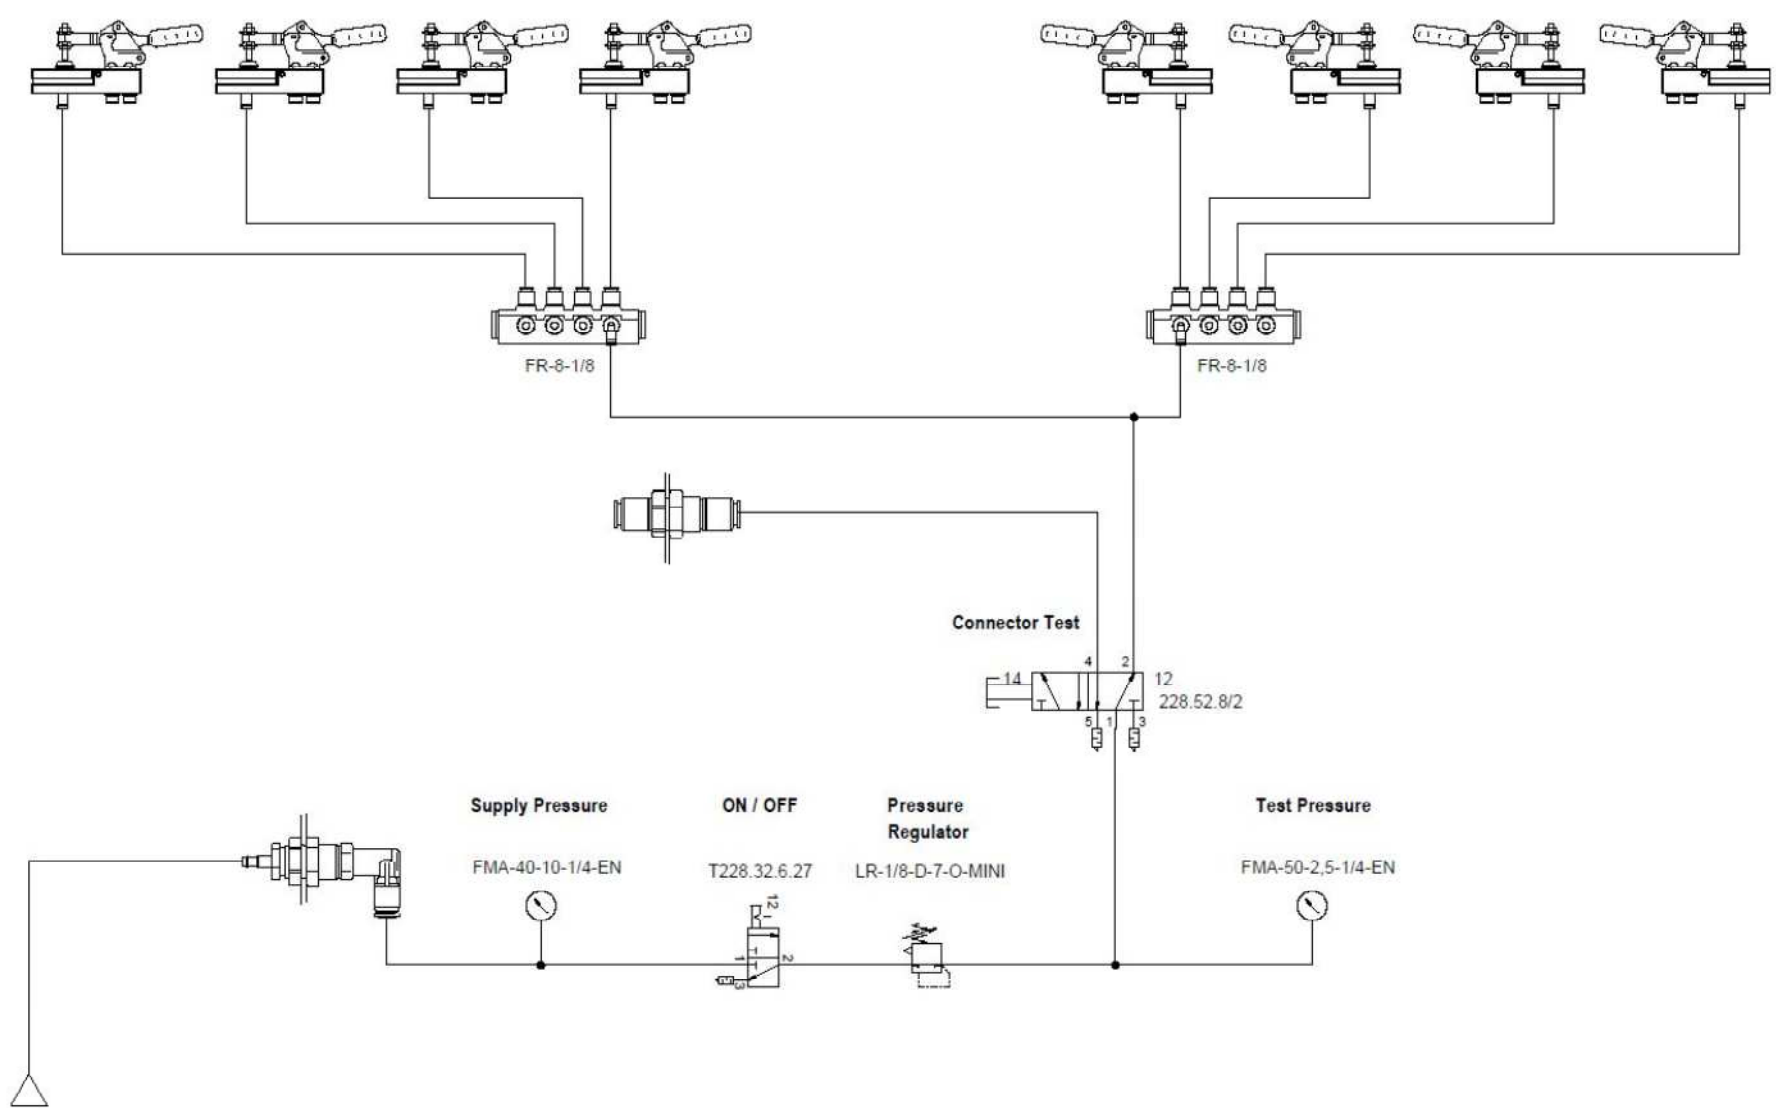 FR-8-1/8
FR-8-1/8
Connector Test
4 2
14 12
228.52.8/2
5 1 3
Supply Pressure
ON / OFF
Pressure
Regulator
Test Pressure
FMA-40-10-1/4-EN
T228.32.6.27
LR-1/8-D-7-O-MINI
FMA-50-2,5-1/4-EN
12
1 2
3